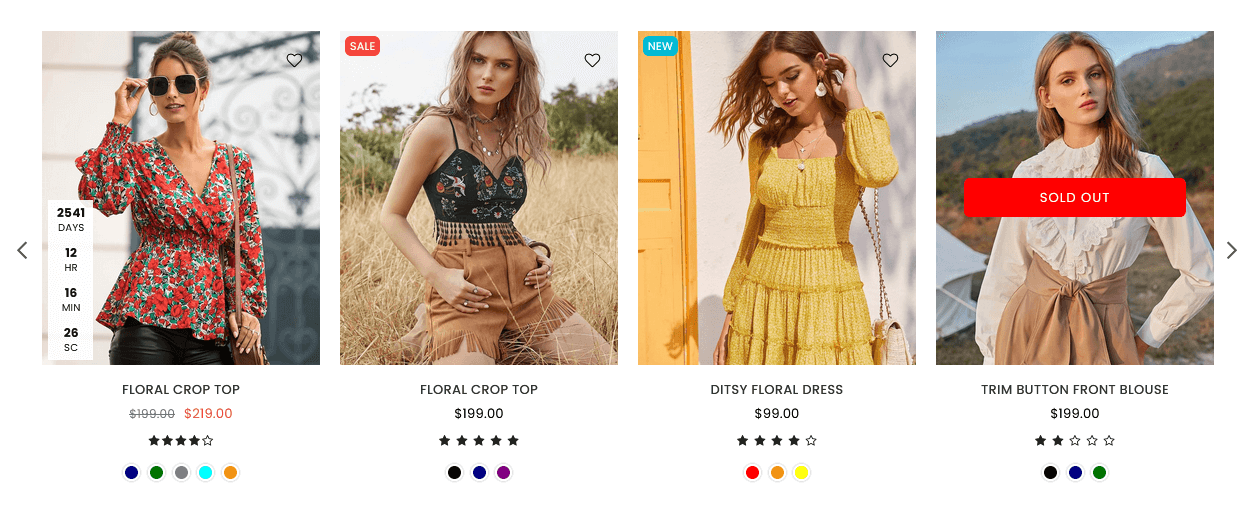 SALE
NEW
SOLD OUT
2541
DAYS
12
HR
16
MIN
26
SC
FLORAL CROP TOP
$199.00 $219.00
FLORAL CROP TOP
$199.00
DITSY FLORAL DRESS
$99.00
TRIM BUTTON FRONT BLOUSE
$199.00